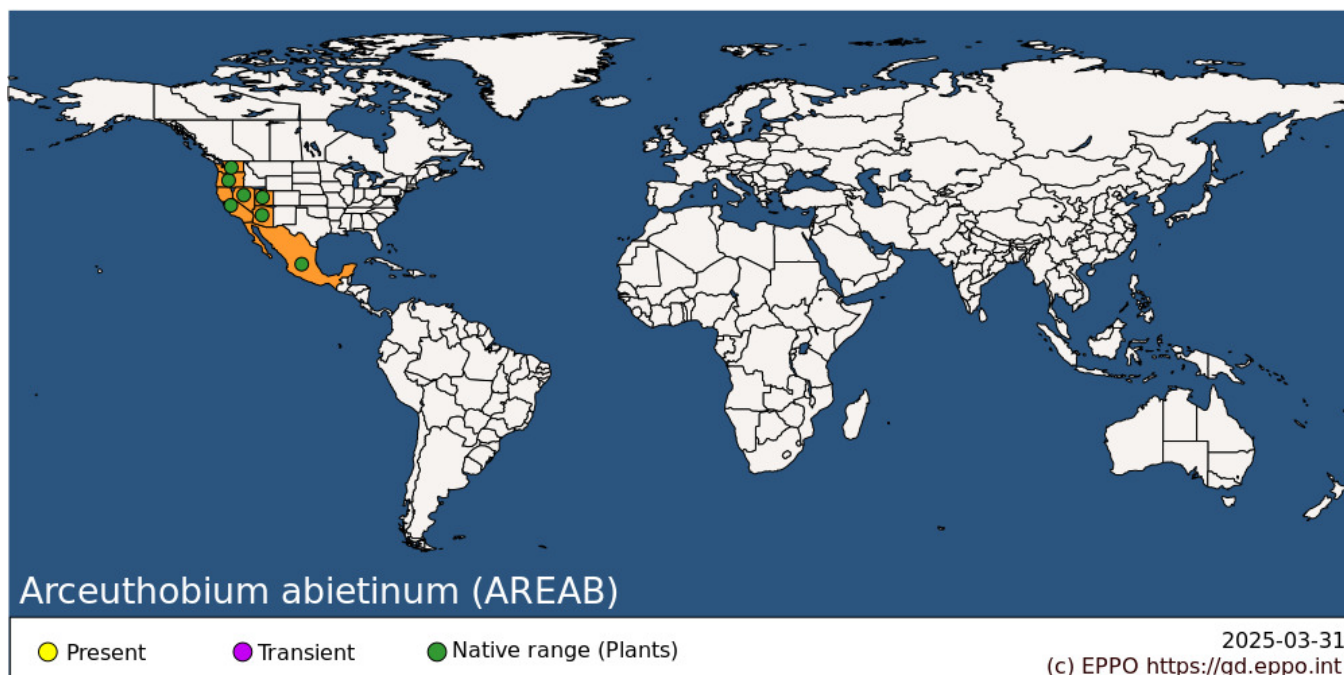 Arceuthobium abietinum (AREAB)
Present
Transient
Native range (Plants)
2025-03-31
(c) EPPO https://gd.eppo.int